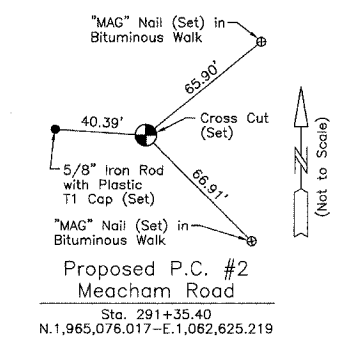 "MAG" Nail (Set) in
Bituminous Walk
65.90'
40.39'
Cross Cut
(Set)
5/8" Iron Rod
with Plastic
T1 Cap (Set)
66.91'
N
(Not to Scale)
"MAG" Nail (Set) in
Bituminous Walk
Proposed P.C. #2
Meacham Road
Sta. 291+35.40
N.1,965,076.017--E.1,062,625.219